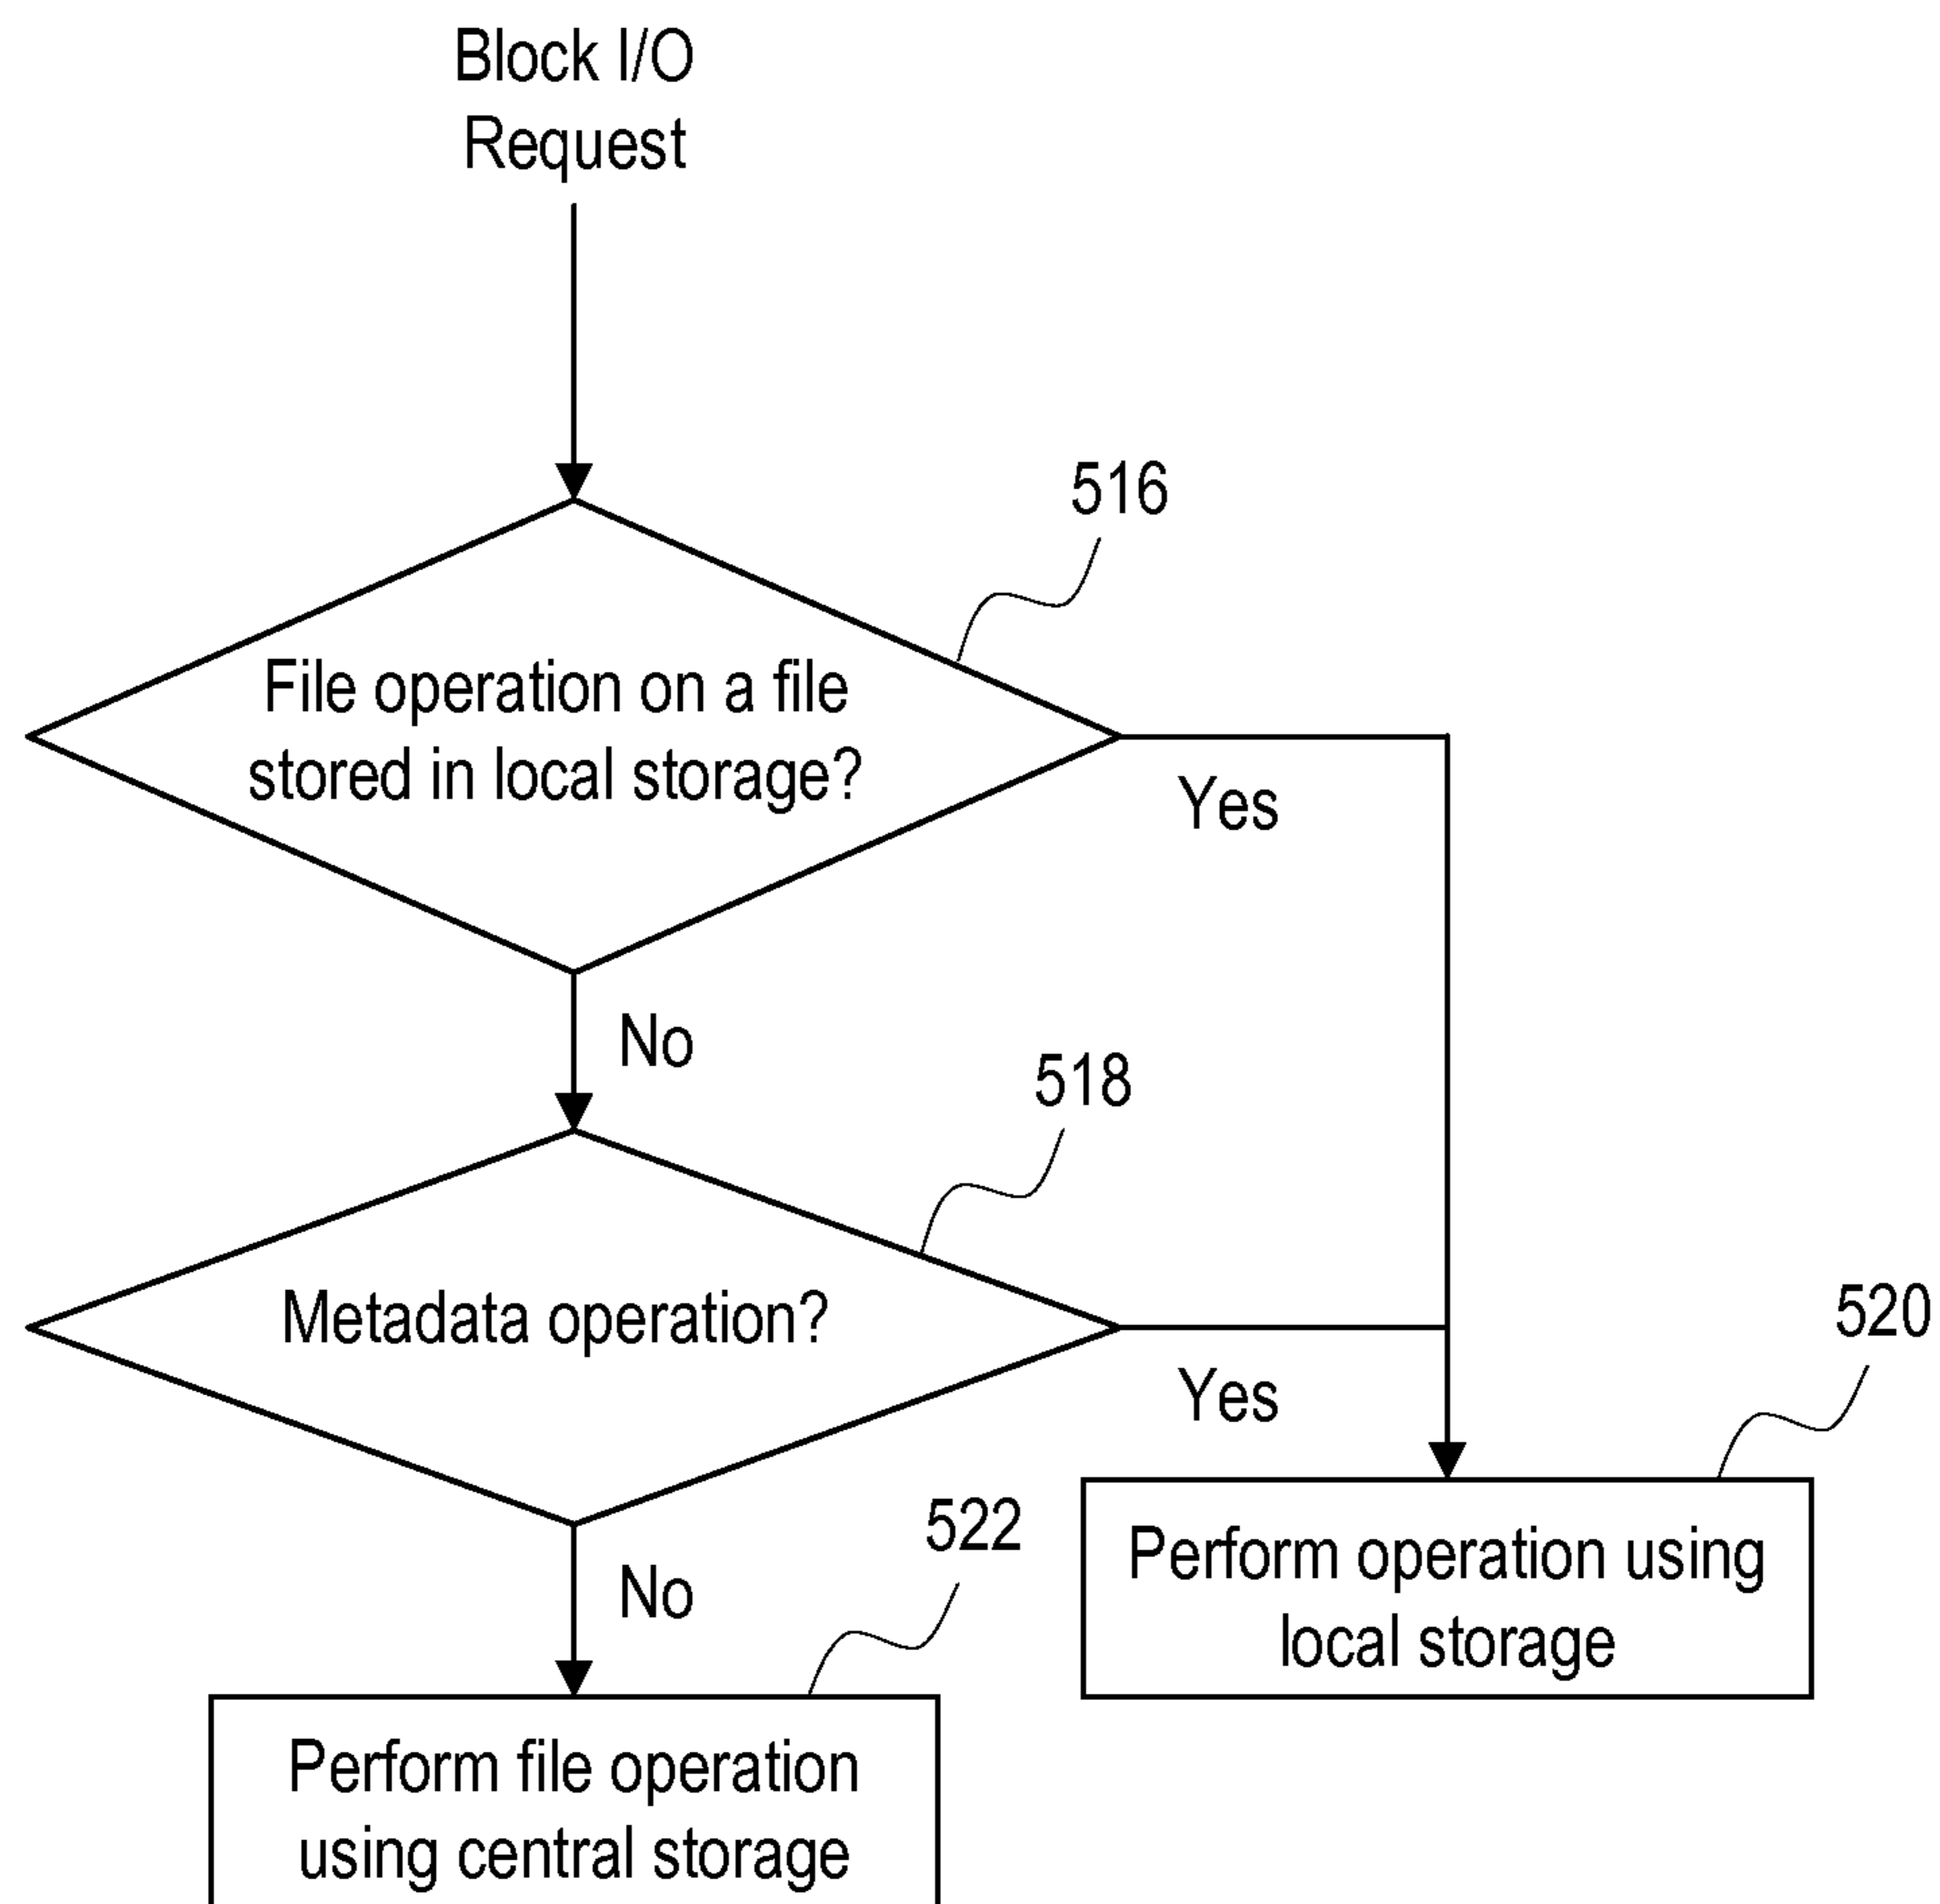 Block I/O
Request
516
File operation on a file
stored in local storage?
Yes
No
518
Metadata operation?
Yes
520
522
No
Perform operation using
local storage
Perform file operation
using central storage